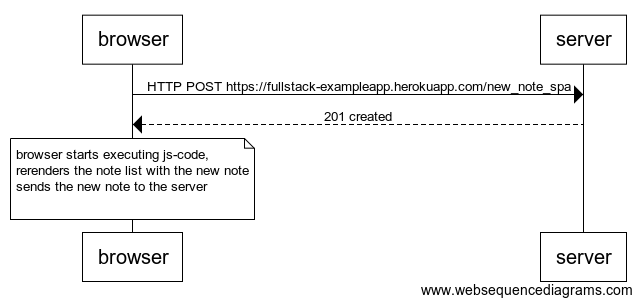 browser
server
HTTP POST https://fullstack-exampleapp.herokuapp.com/new_note_spa
201 created
browser starts executing js-code,
rerenders the note list with the new note
sends the new note to the server
browser
server
www.websequencediagrams.com